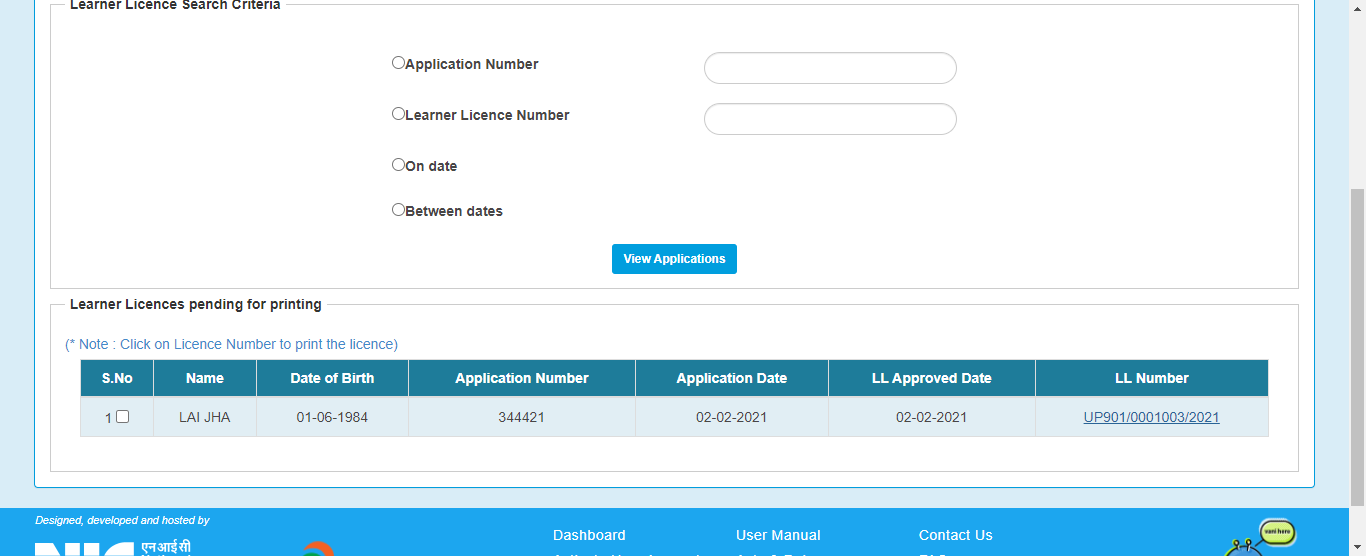 Learner Licence Search Criteria
Application Number
Learner Licence Number
On date
Between dates
View Applications
Learner Licences pending for printing
(* Note : Click on Licence Number to print the licence)
S.No Name Date of Birth Application Number Application Date LL Approved Date LL Number
1 LAI JHA 01-06-1984 344421 02-02-2021 02-02-2021 UP901/0001003/2021
Designed, developed and hosted by
Dashboard User Manual Contact Us
NIC एनआईसी
vani here